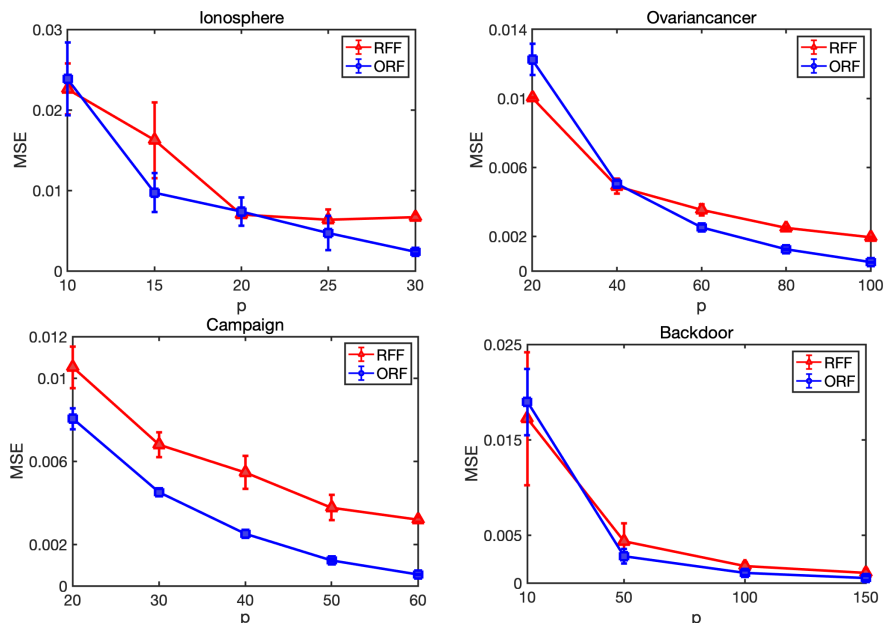 Ionosphere
0.03
0.02
0.01
0
MSE
RFF
ORF
10 15 20 25 30
p
Ovariancancer
0.014
0.01
0.006
0.002
0
MSE
RFF
ORF
20 40 60 80 100
p
Campaign
0.012
0.01
0.006
0.002
0
MSE
RFF
ORF
20 30 40 50 60
p
Backdoor
0.025
0.015
0.005
0
MSE
RFF
ORF
10 50 100 150
p